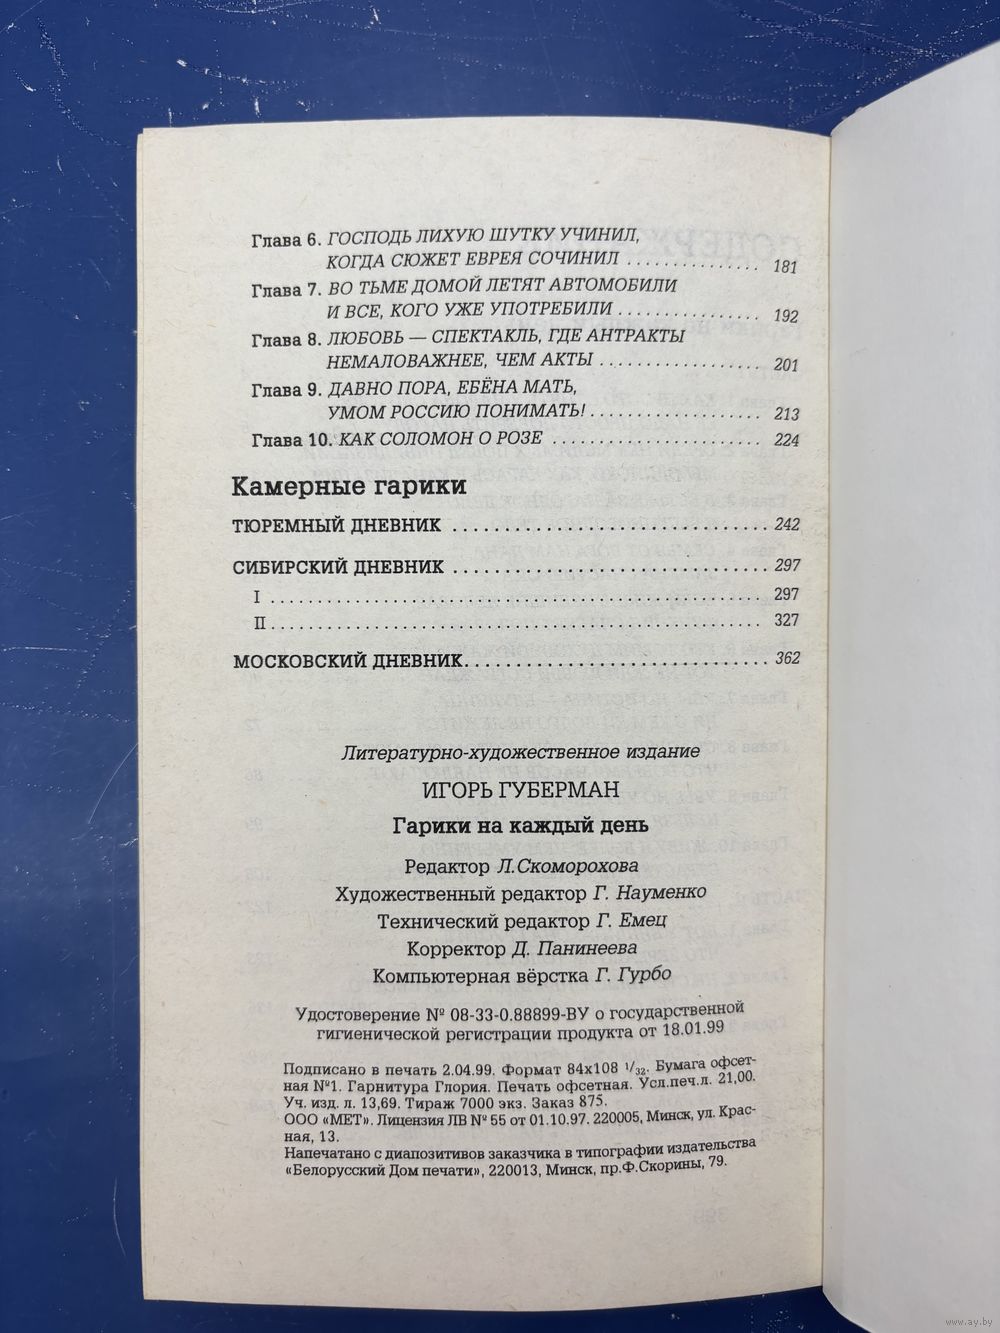 Глава 6. ГОСПОДЬ ЛИХУЮ ШУТКУ УЧИНИЛ,
КОГДА СЮЖЕТ ЕВРЕЯ СОЧИНИЛ ............... 181
Глава 7. ВО ТЬМЕ ДОМОЙ ЛЕТЯТ АВТОМОБИЛИ
И ВСЕ, КОГО УЖЕ УПОТРЕБИЛИ ................ 192
Глава 8. ЛЮБОВЬ — СПЕКТАКЛЬ, ГДЕ АНТРАКТЫ
НЕМАЛОВАЖНЕЕ, ЧЕМ АКТЫ .................. 201
Глава 9. ДАВНО ПОРА, ЕБЁНА МАТЬ,
УМОМ РОССИЮ ПОНИМАТЬ! ................... 213
Глава 10. КАК СОЛОМОН О РОЗЕ ....................... 224
Камерные гарики
ТЮРЕМНЫЙ ДНЕВНИК .................................. 242
СИБИРСКИЙ ДНЕВНИК .................................. 297
I ..................................................... 297
II ..................................................... 327
МОСКОВСКИЙ ДНЕВНИК ................................ 362
Литературно-художественное издание
ИГОРЬ ГУБЕРМАН
Гарики на каждый день
Редактор Л.Скоморохова
Художественный редактор Г. Науменко
Технический редактор Г. Емец
Корректор Д. Панинеева
Компьютерная вёрстка Г. Гурбо
Удостоверение № 08-33-0.88899-ВУ о государственной
гигиенической регистрации продукта от 18.01.99
Подписано в печать 2.04.99. Формат 84x108 1/32. Бумага офсет-
ная №1. Гарнитура Глория. Печать офсетная. Усл.печ.л. 21,00.
Уч. изд. л. 13,69. Тираж 7000 экз. Заказ 875.
ООО «МЕТ». Лицензия ЛВ № 55 от 01.10.97. 220005, Минск, ул. Крас-
ная, 13.
Напечатано с диапозитивов заказчика в типографии издательства
«Белорусский Дом печати», 220013, Минск, пр.Ф.Скорины, 79.
www.ay.by